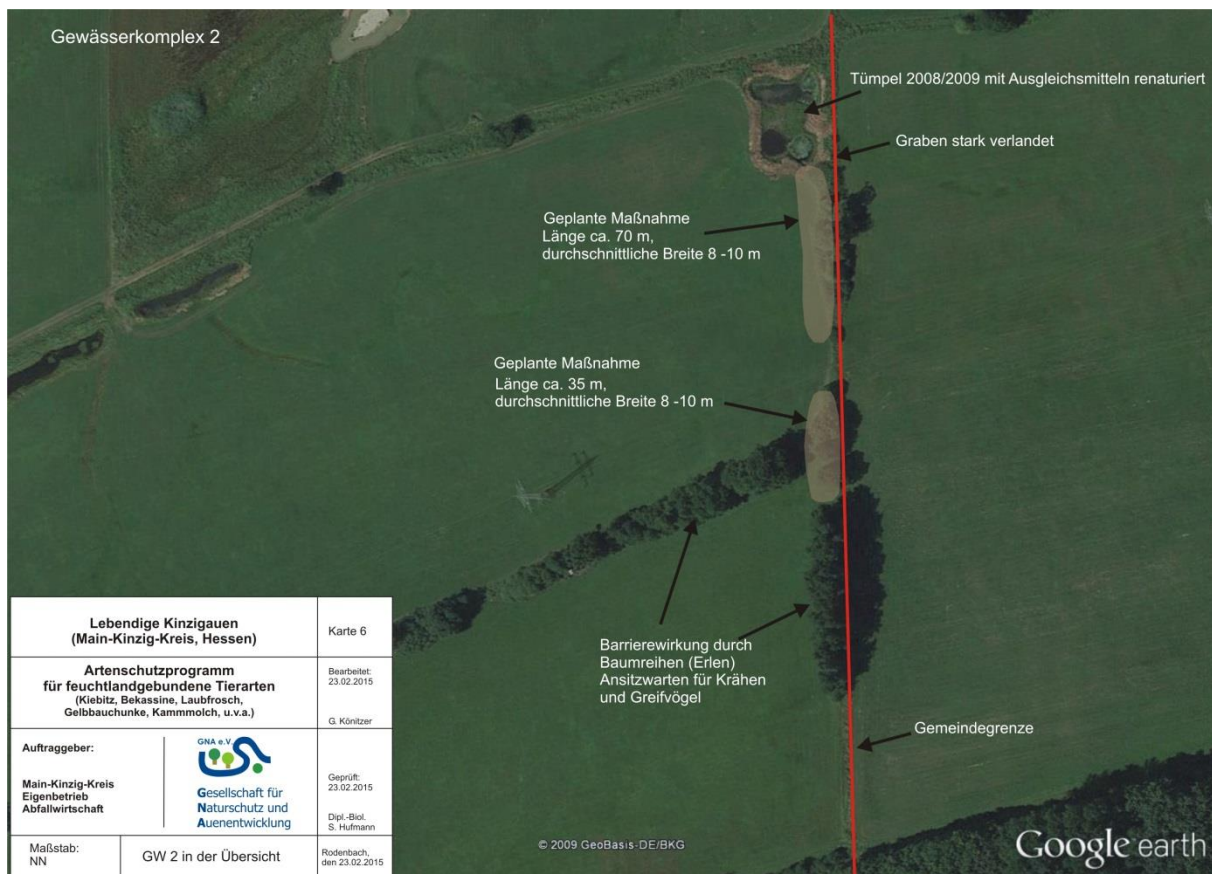 Gewässerkomplex 2
Tümpel 2008/2009 mit Ausgleichsmitteln renaturiert
Graben stark verlandet
Geplante Maßnahme
Länge ca. 70 m,
durchschnittliche Breite 8 -10 m
Geplante Maßnahme
Länge ca. 35 m,
durchschnittliche Breite 8 -10 m
Barrierewirkung durch
Baumreihen (Erlen)
Ansitzwarten für Krähen
und Greifvögel
Gemeindegrenze
Lebendige Kinzigauen
(Main-Kinzig-Kreis, Hessen)
Karte 6
Artenschutzprogramm
für feuchtlandgebundene Tierarten
(Kiebitz, Bekassine, Laubfrosch,
Gelbbauchunke, Kammmolch, u.v.a.)
Bearbeitet:
23.02.2015
G. Könitzer
Auftraggeber:
Main-Kinzig-Kreis
Eigenbetrieb
Abfallwirtschaft
GNA e.V.
Gesellschaft für
Naturschutz und
Auenentwicklung
Geprüft:
23.02.2015
Dipl.-Biol.
S. Hufmann
Maßstab:
NN
GW 2 in der Übersicht
Rodenbach,
den 23.02.2015
© 2009 GeoBasis-DE/BKG
Google earth